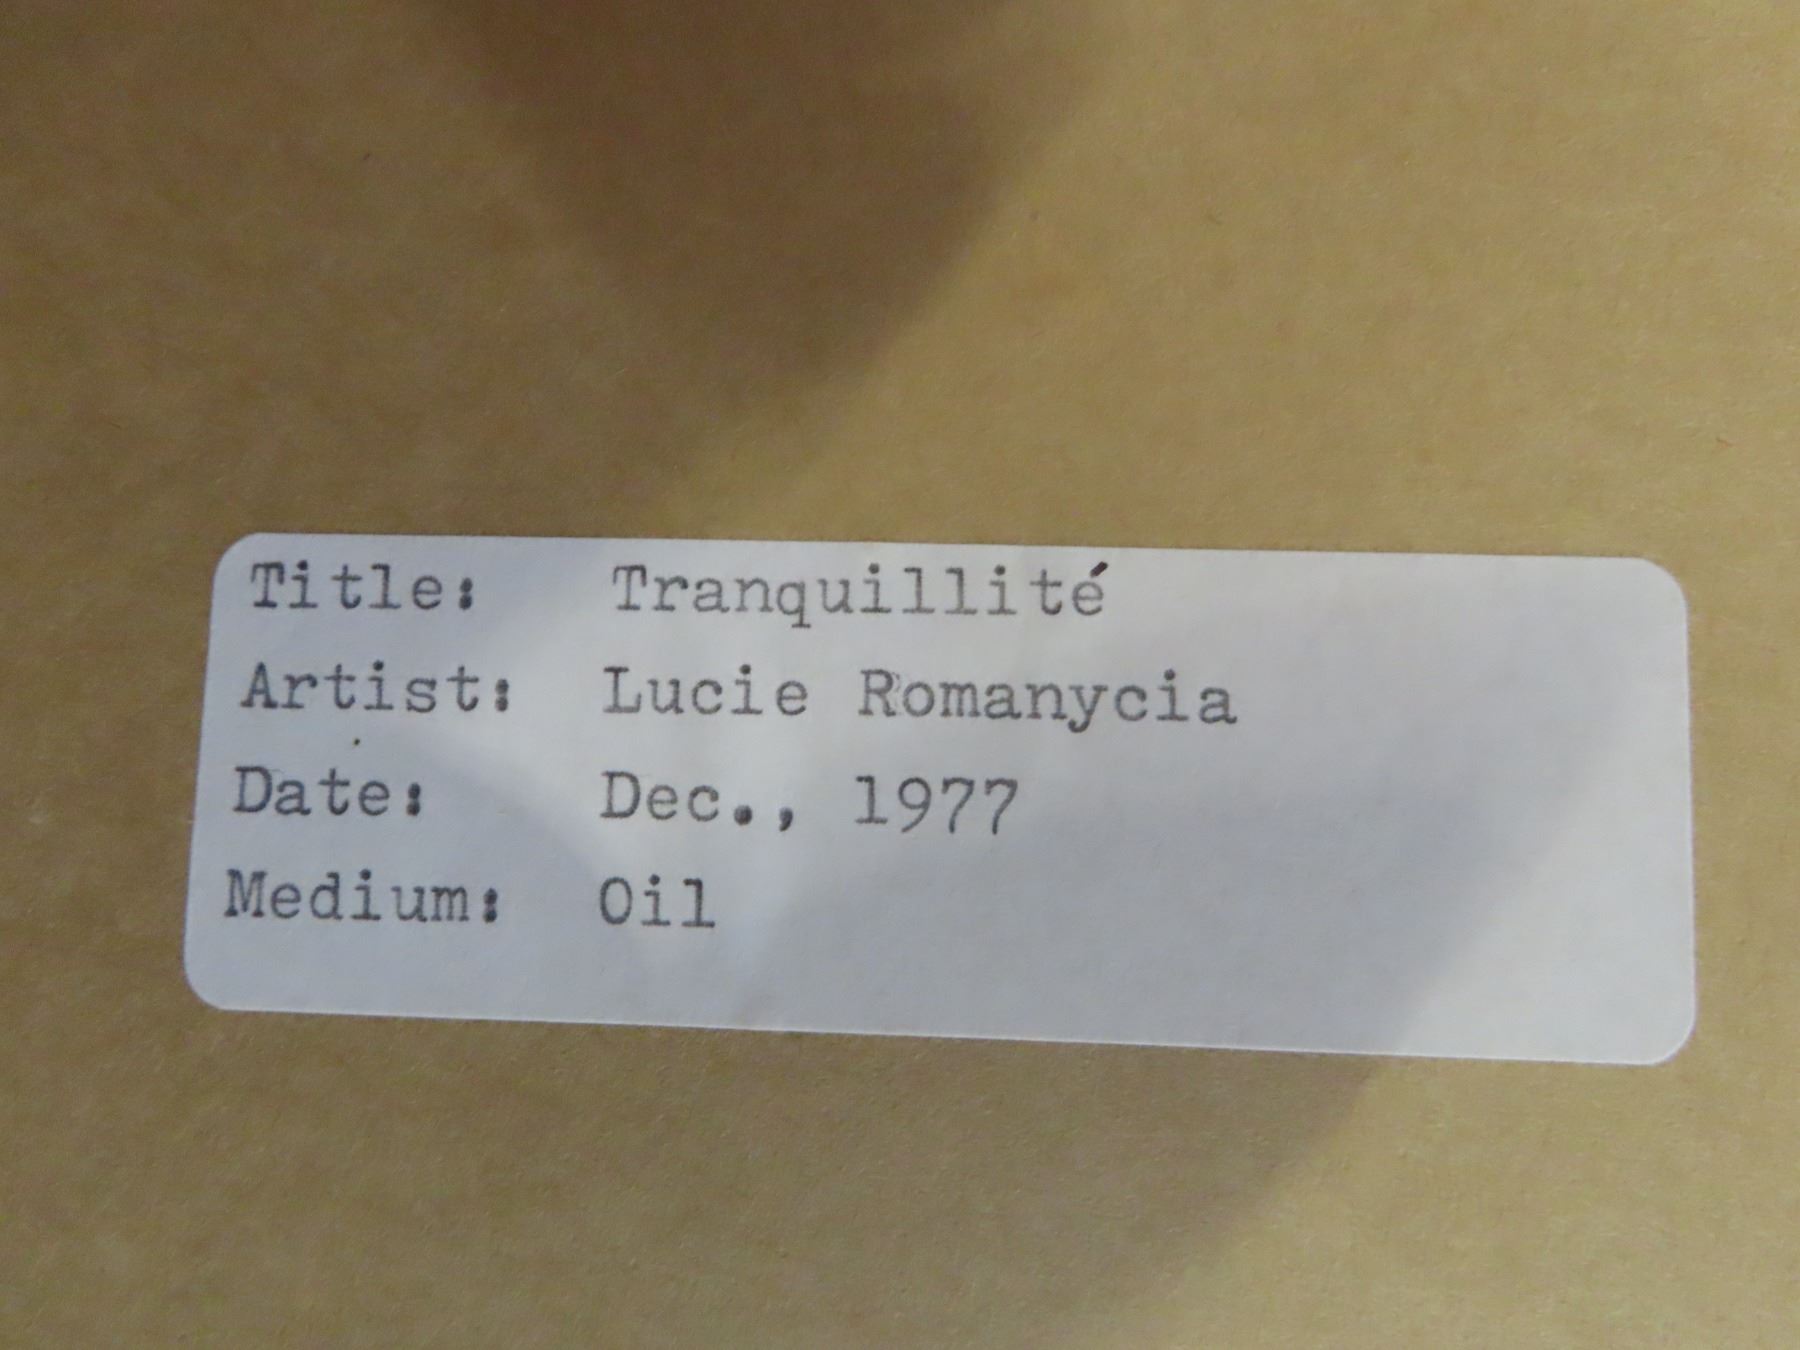 Title: Tranquillité
Artist: Lucie Romanycia
Date: Dec., 1977
Medium: Oil